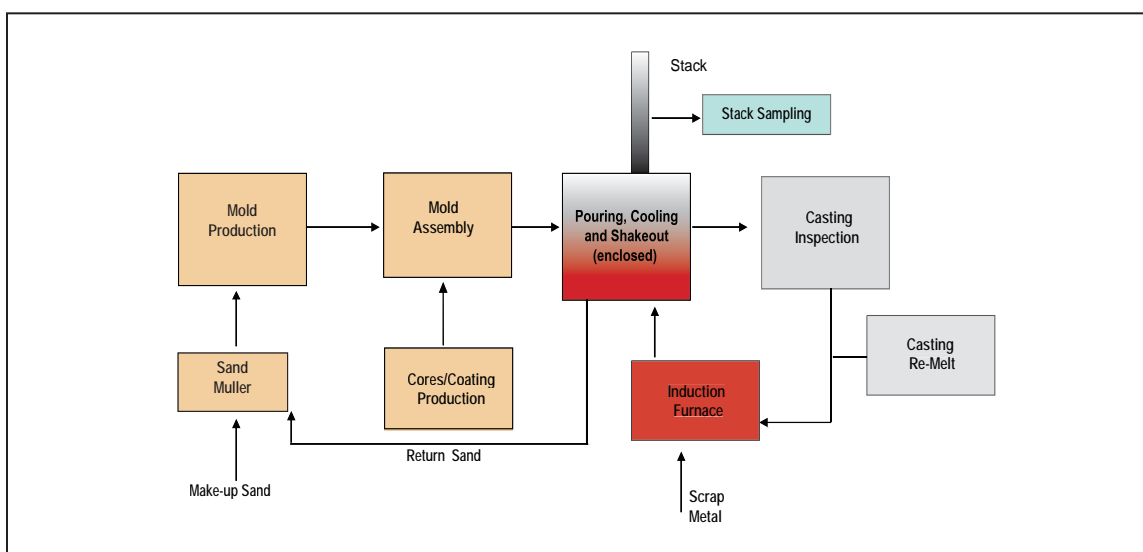 Stack
Stack Sampling
Mold
Production
Mold
Assembly
Pouring, Cooling
and Shakeout
(enclosed)
Casting
Inspection
Sand
Muller
Cores/Coating
Production
Induction
Furnace
Casting
Re-Melt
Return Sand
Make-up Sand
Scrap
Metal